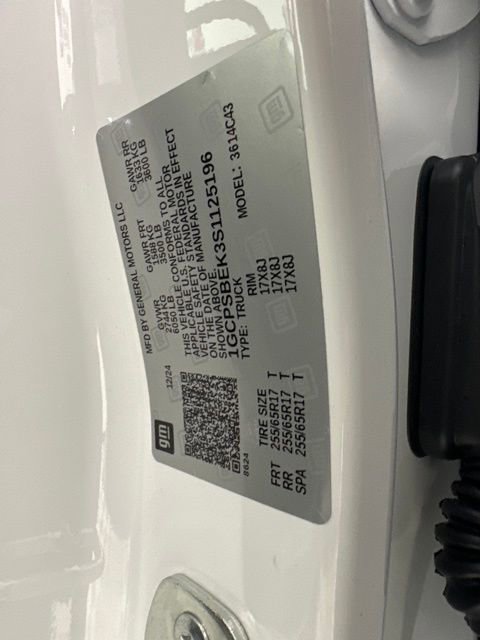 gm
12/24
MFD BY GENERAL MOTORS LLC
GVWR GAWR FRT GAWR RR
2744 KG 1588 KG 1633 KG
6050 LB 3500 LB 3600 LB
THIS VEHICLE CONFORMS TO ALL
APPLICABLE U.S. FEDERAL MOTOR
VEHICLE SAFETY STANDARDS IN EFFECT
ON THE DATE OF MANUFACTURE
SHOWN ABOVE.
1GCPSBEK3S1125196
TYPE: TRUCK MODEL: 3614C43
8624
TIRE SIZE RIM
FRT 255/65R17 T 17X8J
RR 255/65R17 T 17X8J
SPA 255/65R17 T 17X8J